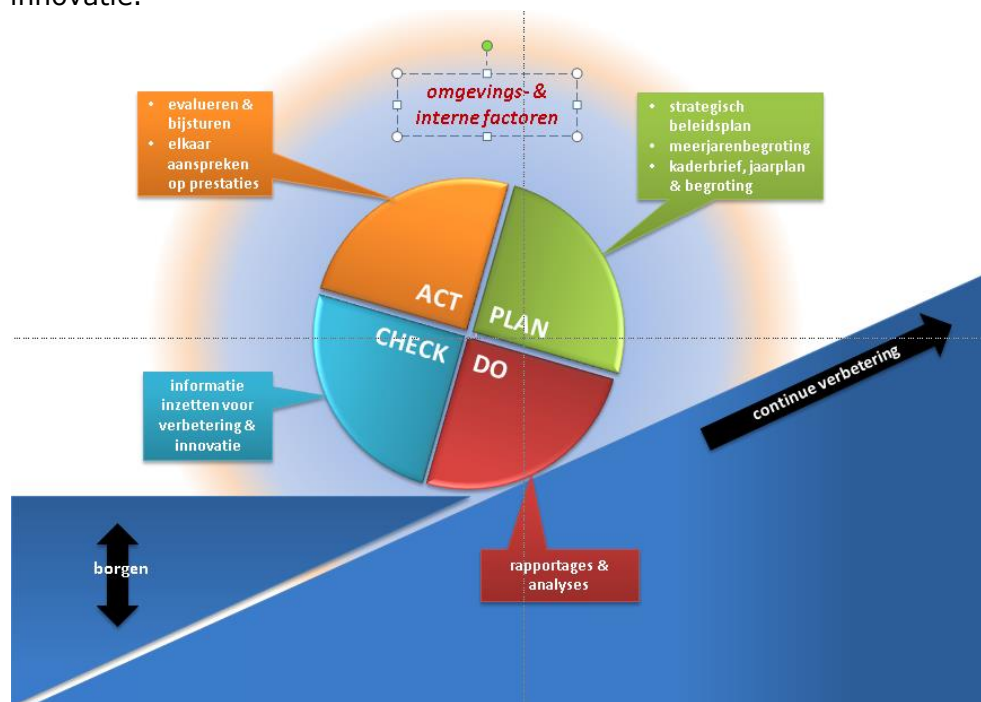 innovatie.
omgevings- &
interne factoren
• evalueren &
bijsturen
• elkaar
aanspreken
op prestaties
• strategisch
beleidsplan
• meerjarenbegroting
• kaderbrief, jaarplan
& begroting
ACT
PLAN
CHECK
DO
informatie
inzetten voor
verbetering &
innovatie
continue verbetering
borgen
rapportages &
analyses